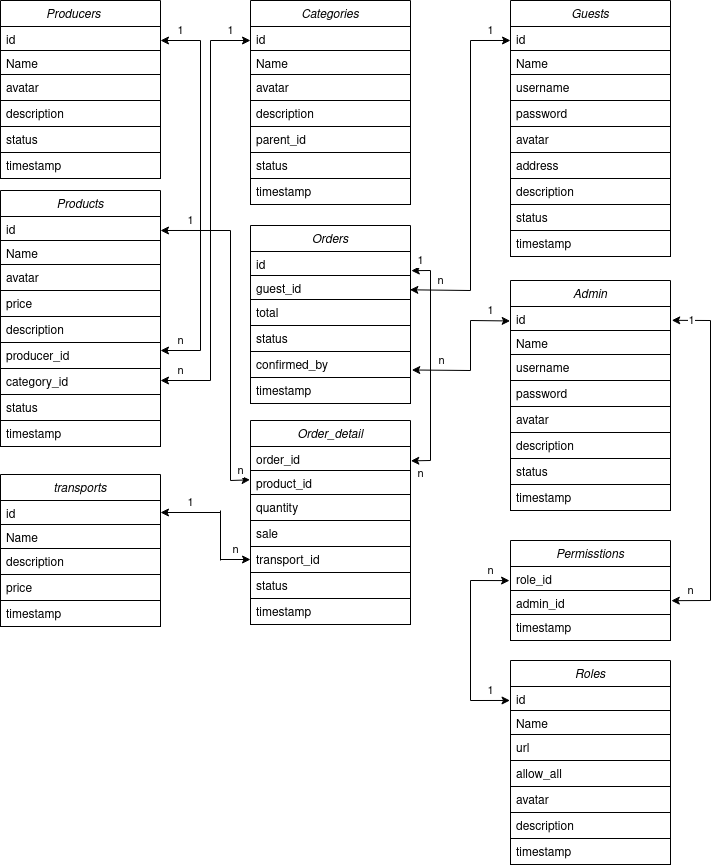 Producers
id
Name
avatar
description
status
timestamp
Products
id
Name
avatar
price
description
producer_id
category_id
status
timestamp
transports
id
Name
description
price
timestamp
1
n
1
n
1
n
1
n
Categories
id
Name
avatar
description
parent_id
status
timestamp
Orders
id
guest_id
total
status
confirmed_by
timestamp
Order_detail
order_id
product_id
quantity
sale
transport_id
status
timestamp
1
n
1
n
1
n
Guests
id
Name
username
password
avatar
address
description
status
timestamp
Admin
id
Name
username
password
avatar
description
status
timestamp
1
n
Permisstions
role_id
admin_id
timestamp
n
1
Roles
id
Name
url
allow_all
avatar
description
timestamp